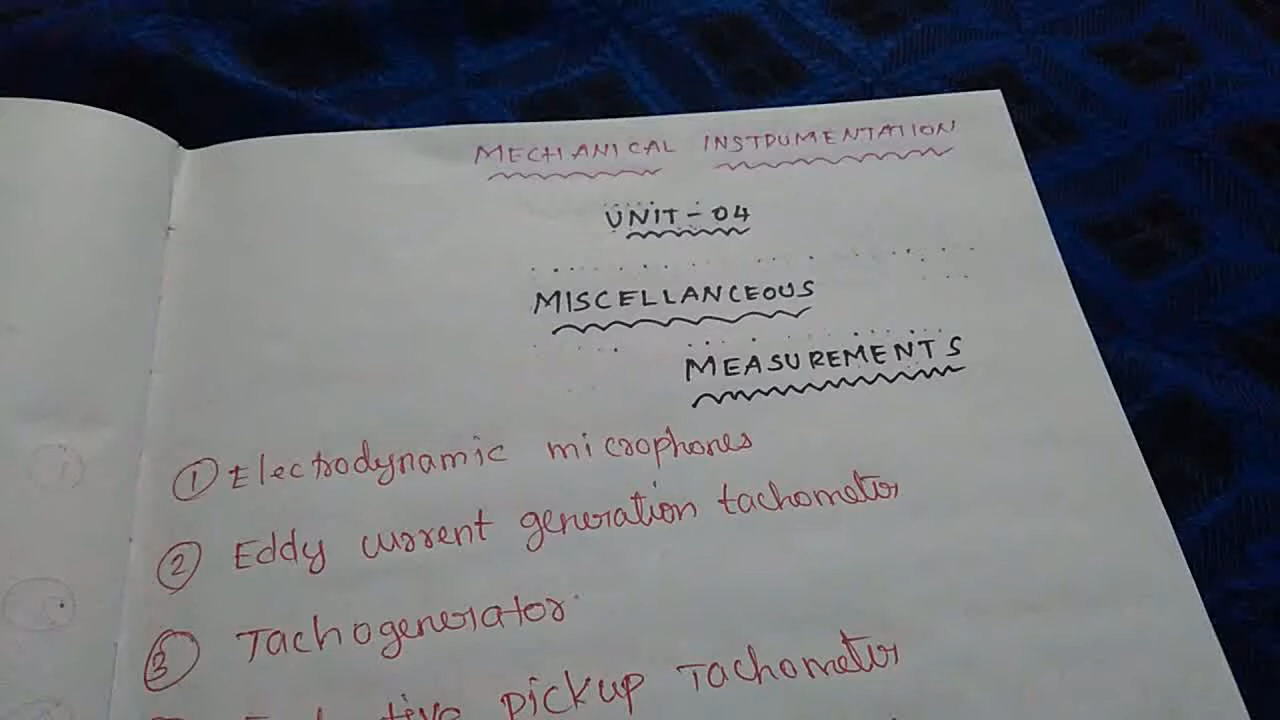 MECHANICAL INSTRUMENTATION
UNIT-04
MISCELLANCEOUS
MEASUREMENTS
① Electrodynamic microphones
② Eddy current generation tachometer
③ Tachogenerator
pickup Tachometer